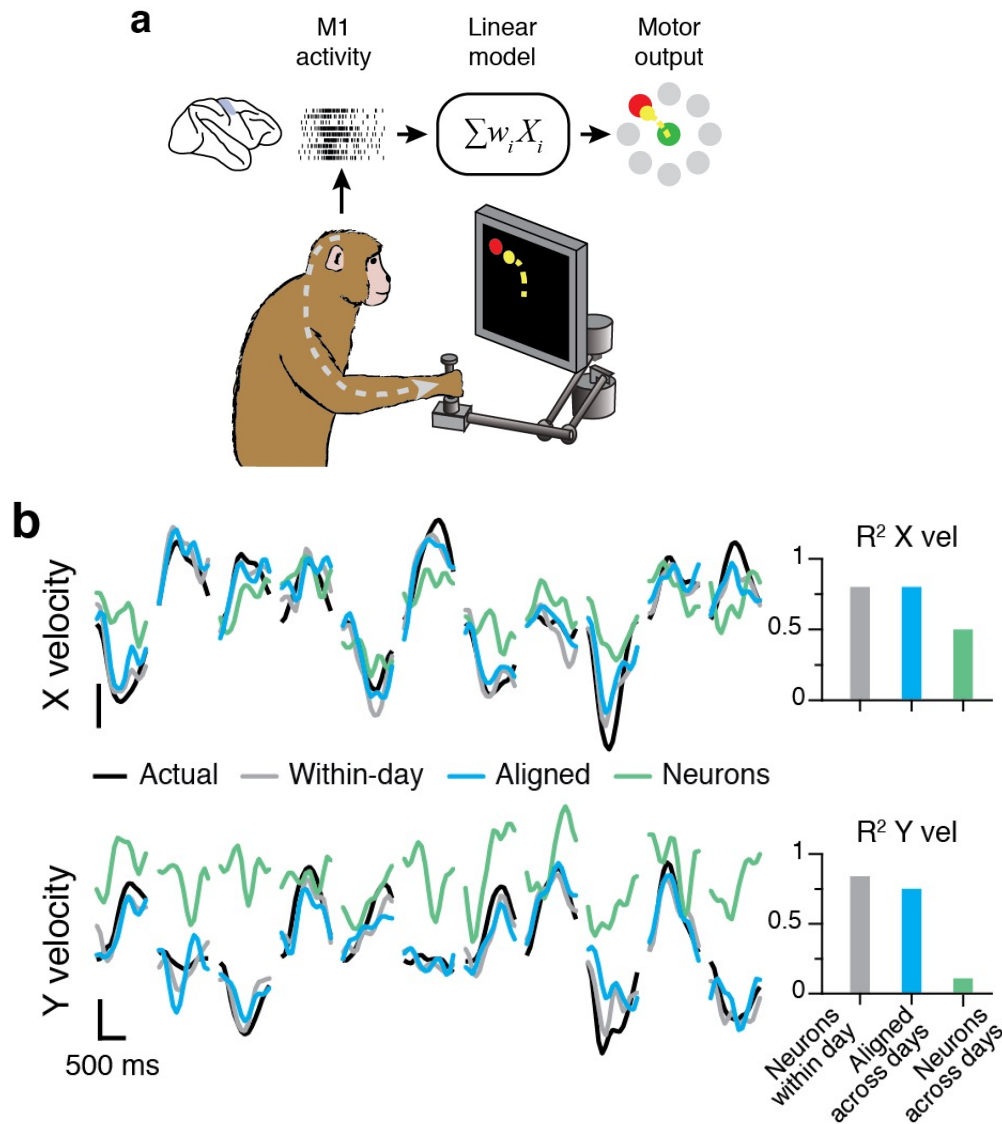 a
M1
activity
Linear
model
Motor
output
∑wᵢXᵢ
b
X velocity
R² X vel
1
0.5
0
Actual
Within-day
Aligned
Neurons
Y velocity
500 ms
R² Y vel
1
0.5
0
Neurons
within day
Aligned
across days
Neurons
across days